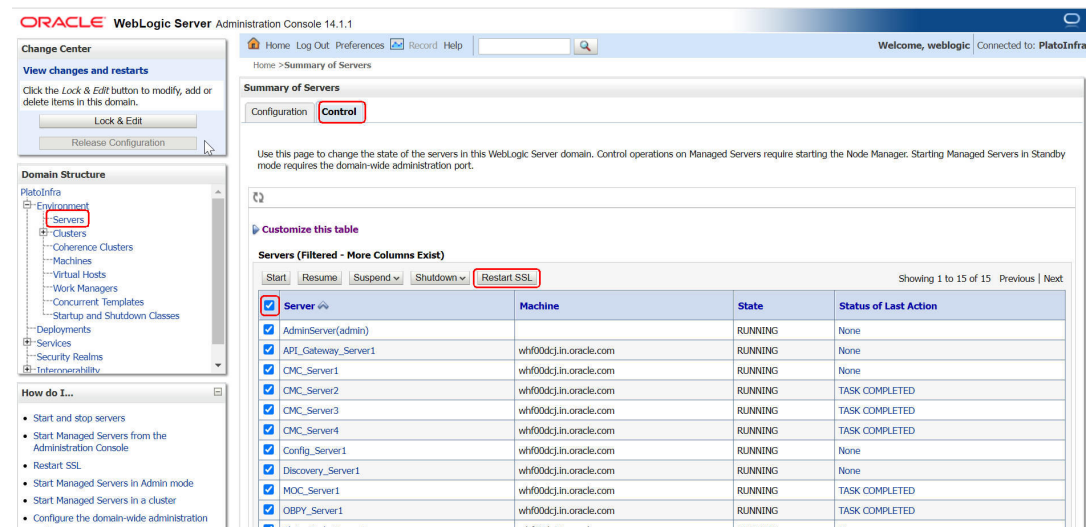 ORACLE WebLogic Server Administration Console 14.1.1
Change Center
View changes and restarts
Click the Lock & Edit button to modify, add or
delete items in this domain.
Lock & Edit
Release Configuration
Domain Structure
PlatoInfra
Environment
Servers
Clusters
Coherence Clusters
Machines
Virtual Hosts
Work Managers
Concurrent Templates
Startup and Shutdown Classes
Deployments
Services
Security Realms
Interoperability
How do I...
Start and stop servers
Start Managed Servers from the
Administration Console
Restart SSL
Start Managed Servers in Admin mode
Start Managed Servers in a cluster
Configure the domain-wide administration
Home Log Out Preferences Record Help
Welcome, weblogic Connected to: PlatoInfra
Home >Summary of Servers
Summary of Servers
Configuration Control
Use this page to change the state of the servers in this WebLogic Server domain. Control operations on Managed Servers require starting the Node Manager. Starting Managed Servers in Standby
mode requires the domain-wide administration port.
Customize this table
Servers (Filtered - More Columns Exist)
Start Resume Suspend Shutdown Restart SSL Showing 1 to 15 of 15 Previous | Next
Server Machine State Status of Last Action
AdminServer(admin) RUNNING None
API_Gateway_Server1 whf00dcj.in.oracle.com RUNNING None
CMC_Server1 whf00dcj.in.oracle.com RUNNING None
CMC_Server2 whf00dcj.in.oracle.com RUNNING TASK COMPLETED
CMC_Server3 whf00dcj.in.oracle.com RUNNING TASK COMPLETED
CMC_Server4 whf00dcj.in.oracle.com RUNNING TASK COMPLETED
Config_Server1 whf00dcj.in.oracle.com RUNNING None
Discovery_Server1 whf00dcj.in.oracle.com RUNNING None
MOC_Server1 whf00dcj.in.oracle.com RUNNING TASK COMPLETED
OBPY_Server1 whf00dcj.in.oracle.com RUNNING TASK COMPLETED